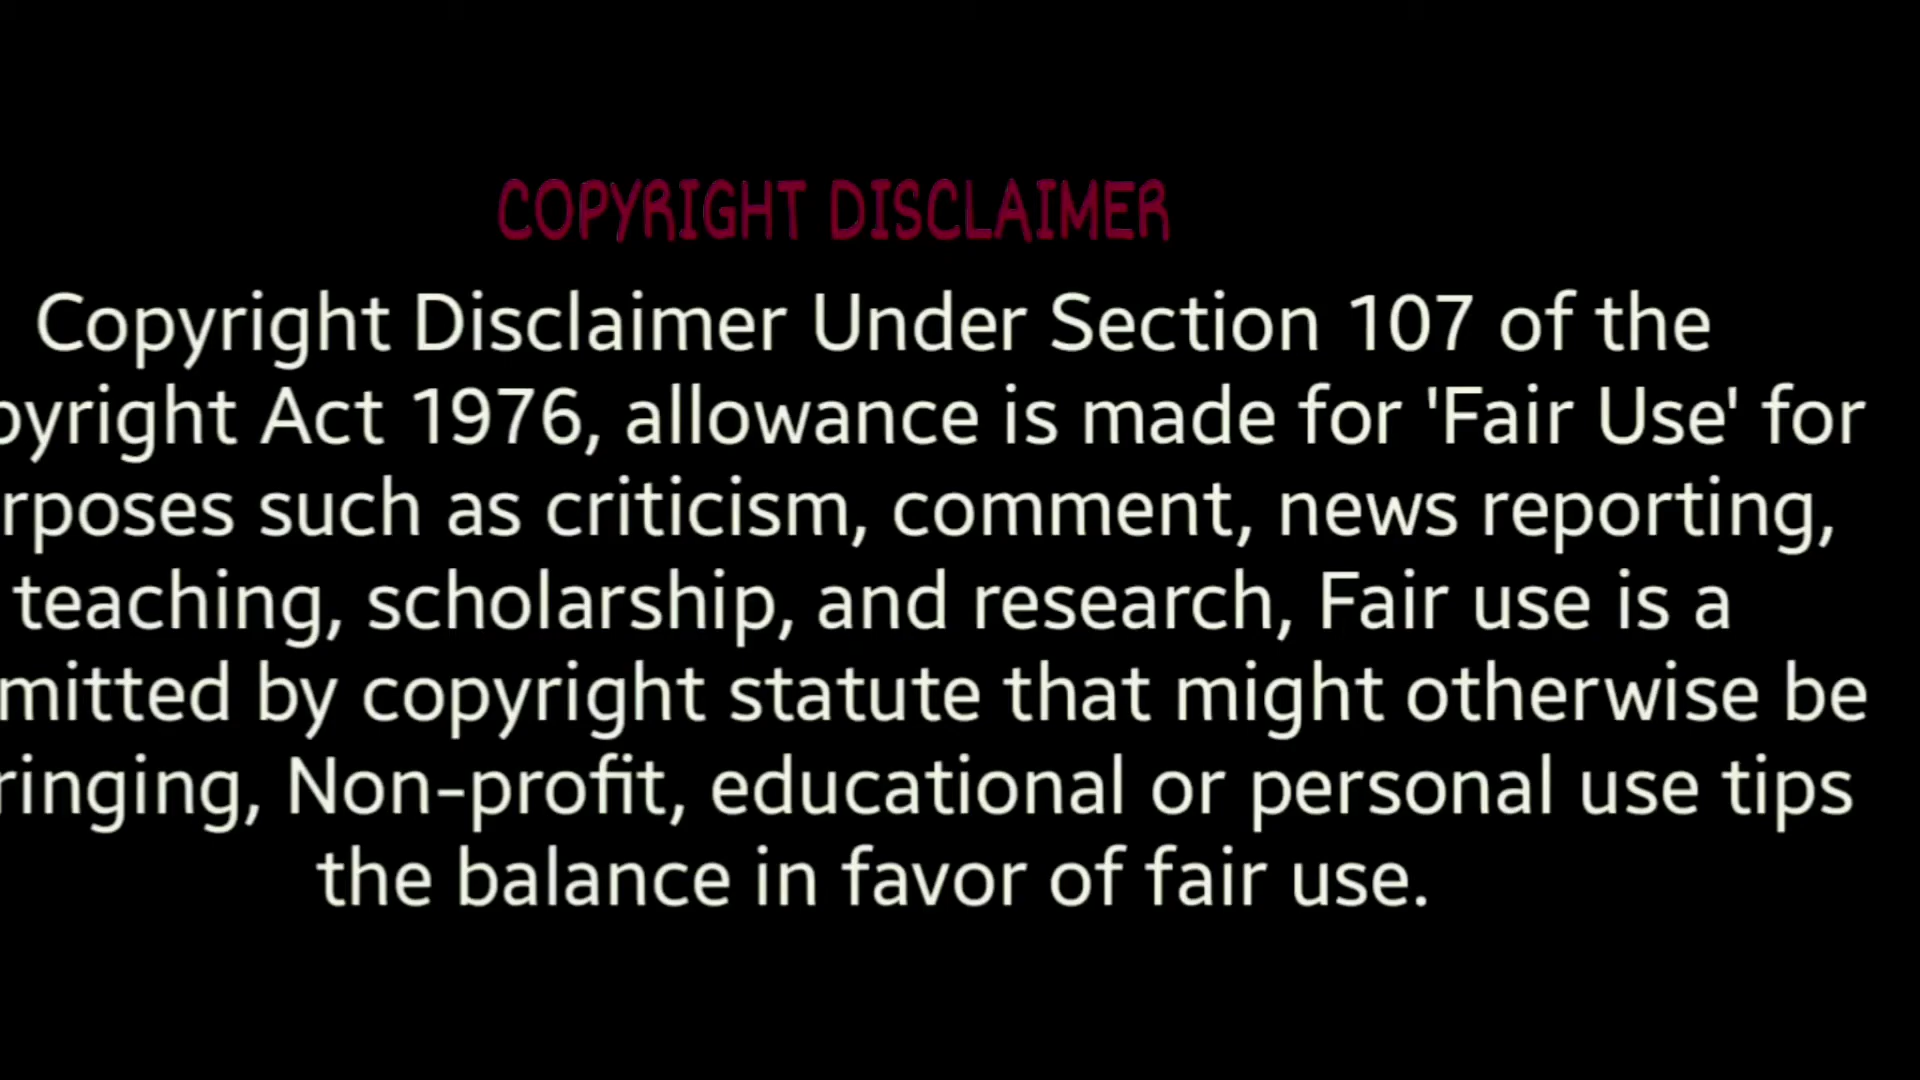 COPYRIGHT DISCLAIMER
Copyright Disclaimer Under Section 107 of the
pyright Act 1976, allowance is made for 'Fair Use' for
rposes such as criticism, comment, news reporting,
teaching, scholarship, and research, Fair use is a
mitted by copyright statute that might otherwise be
ringing, Non-profit, educational or personal use tips
the balance in favor of fair use.